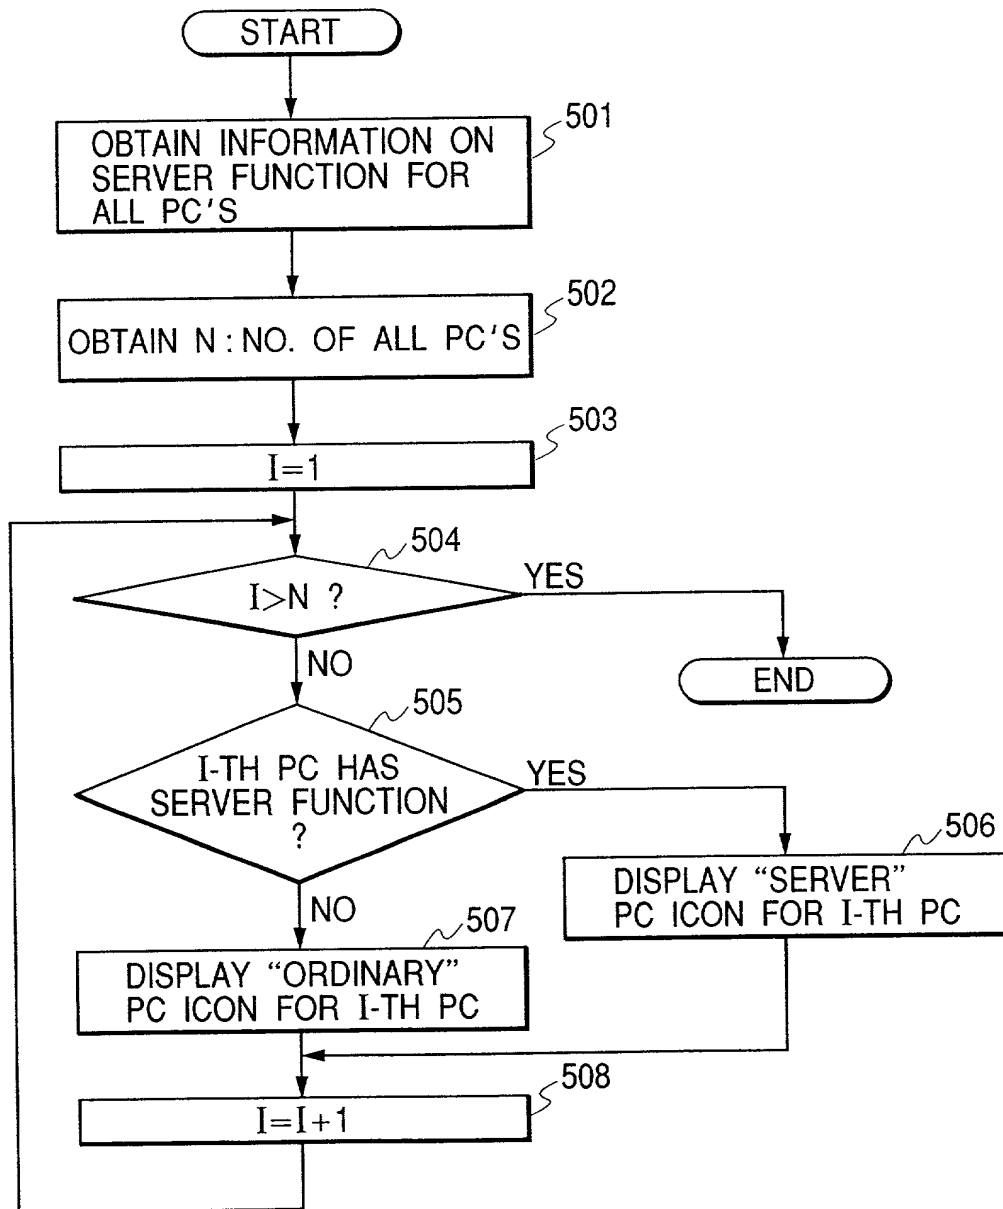 START
501
OBTAIN INFORMATION ON
SERVER FUNCTION FOR
ALL PC'S
502
OBTAIN N : NO. OF ALL PC'S
503
I=1
504
I>N ?
YES
NO
END
505
I-TH PC HAS
SERVER FUNCTION
?
YES
NO
506
DISPLAY “SERVER”
PC ICON FOR I-TH PC
507
DISPLAY “ORDINARY”
PC ICON FOR I-TH PC
508
I=I+1